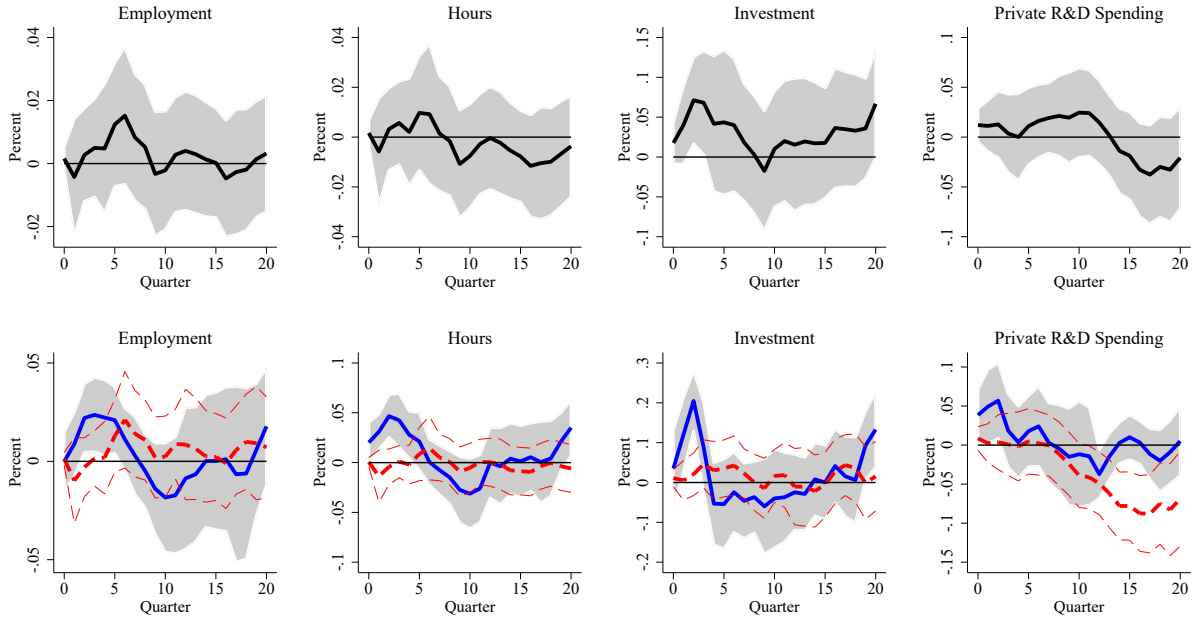 Employment
Percent
.04
.02
0
-.02
0 5 10 15 20
Quarter
Hours
Percent
.04
.02
0
-.02
-.04
0 5 10 15 20
Quarter
Investment
Percent
.15
.1
.05
0
-.05
-.1
0 5 10 15 20
Quarter
Private R&D Spending
Percent
.1
.05
0
-.05
-.1
0 5 10 15 20
Quarter
Employment
Percent
.05
0
-.05
0 5 10 15 20
Quarter
Hours
Percent
.1
.05
0
-.05
-.1
0 5 10 15 20
Quarter
Investment
Percent
.3
.2
.1
0
-.1
-.2
0 5 10 15 20
Quarter
Private R&D Spending
Percent
.1
.05
0
-.05
-.1
-.15
0 5 10 15 20
Quarter